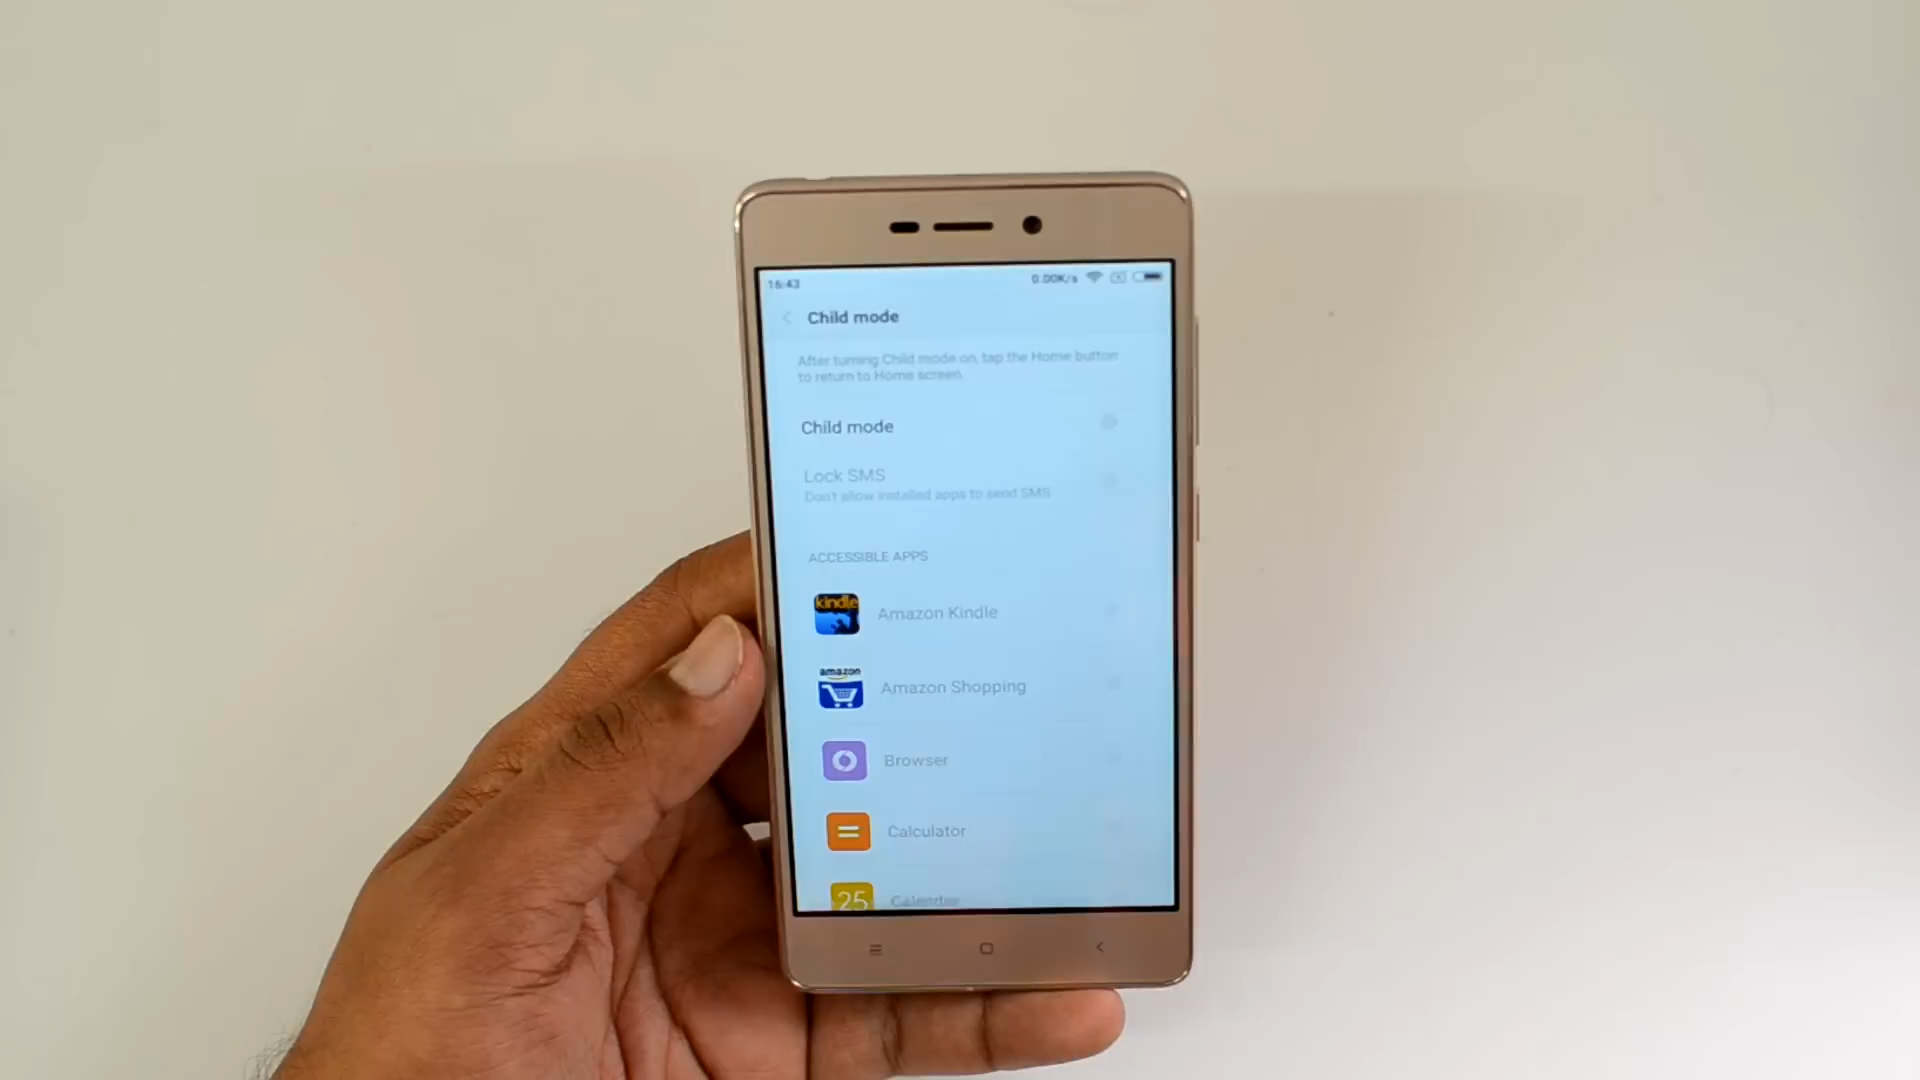 16:43
0.00K/s
Child mode
After turning Child mode on, tap the Home button
to return to Home screen
Child mode
Lock SMS
Don't allow installed apps to send SMS
ACCESSIBLE APPS
kindle
Amazon Kindle
amazon
Amazon Shopping
Browser
Calculator
25
Calendar